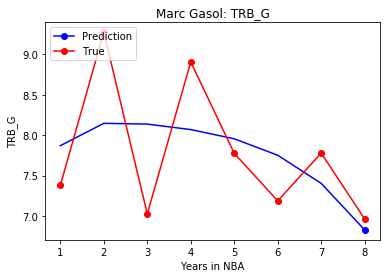 Marc Gasol: TRB_G
Prediction
True
TRB_G
9.0
8.5
8.0
7.5
7.0
1 2 3 4 5 6 7 8
Years in NBA